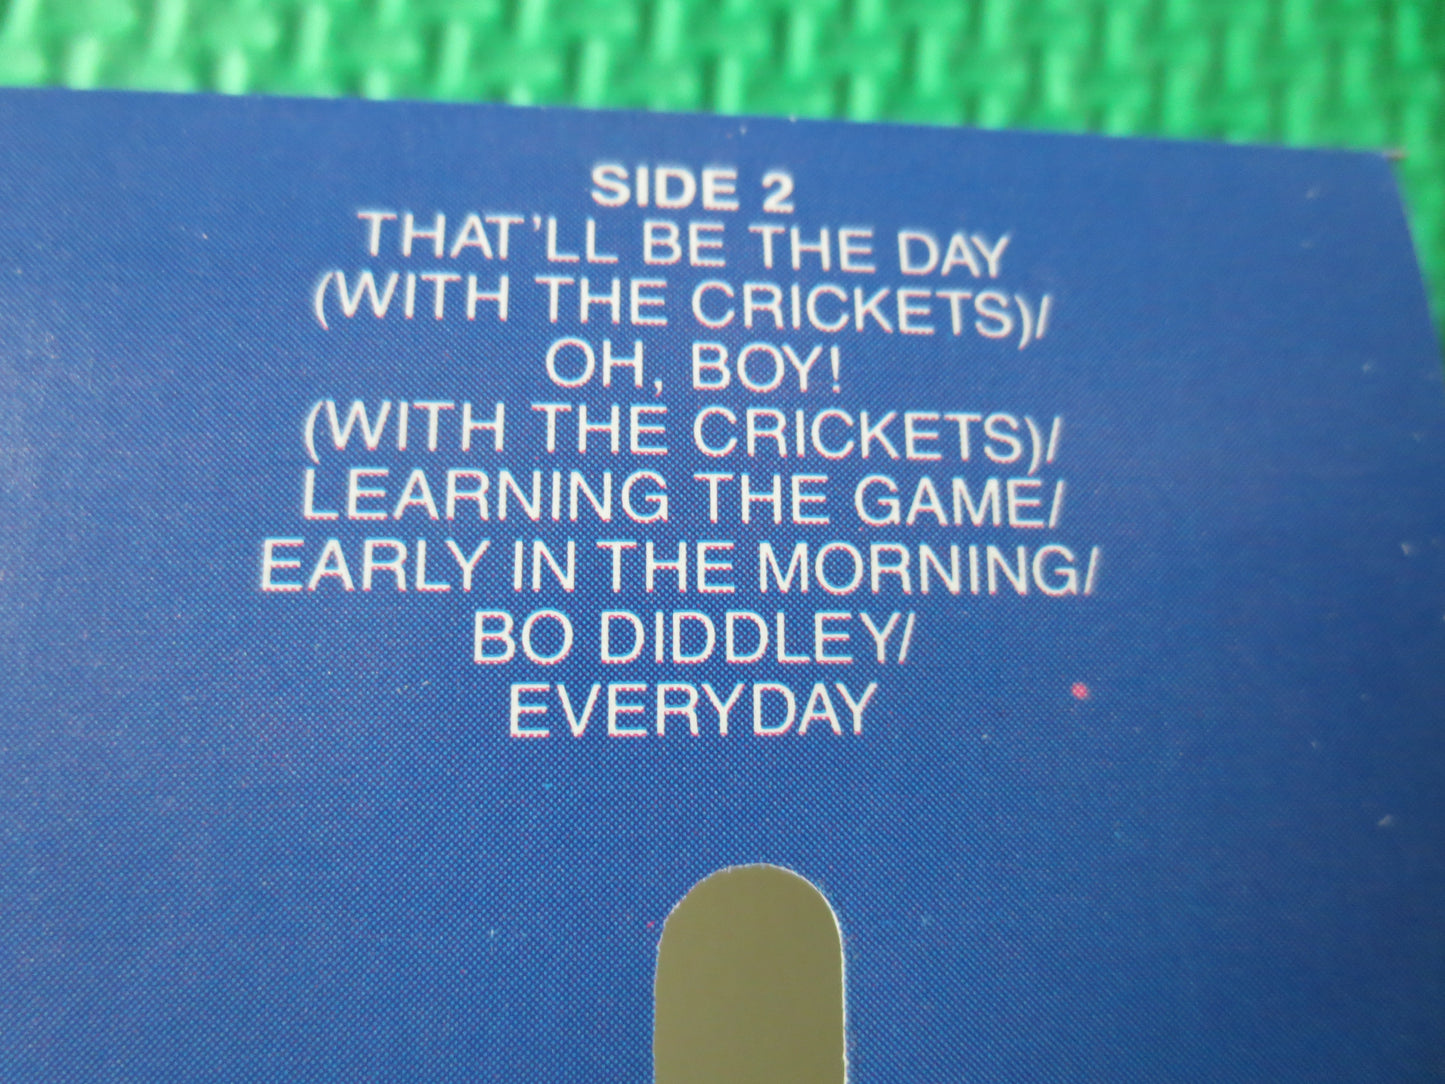 SIDE 2
THAT'LL BE THE DAY
(WITH THE CRICKETS)/
OH, BOY!
(WITH THE CRICKETS)/
LEARNING THE GAME/
EARLY IN THE MORNING/
BO DIDDLEY/
EVERYDAY